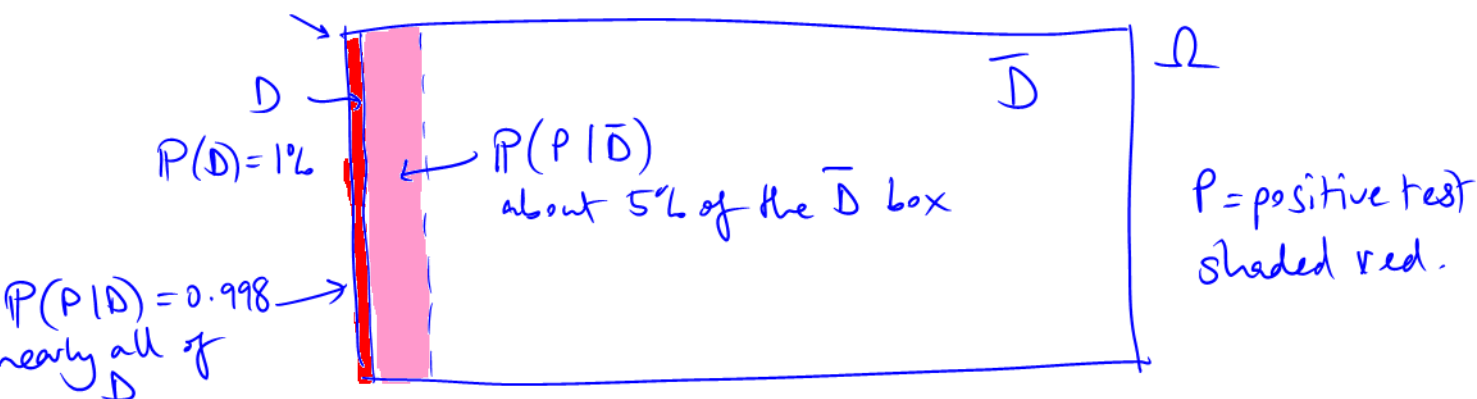 Ω
D̄
D
ℙ(D)=1%
ℙ(P|D̄)
about 5% of the D̄ box
P = positive test
shaded red.
ℙ(P|D) = 0.998
nearly all of
D